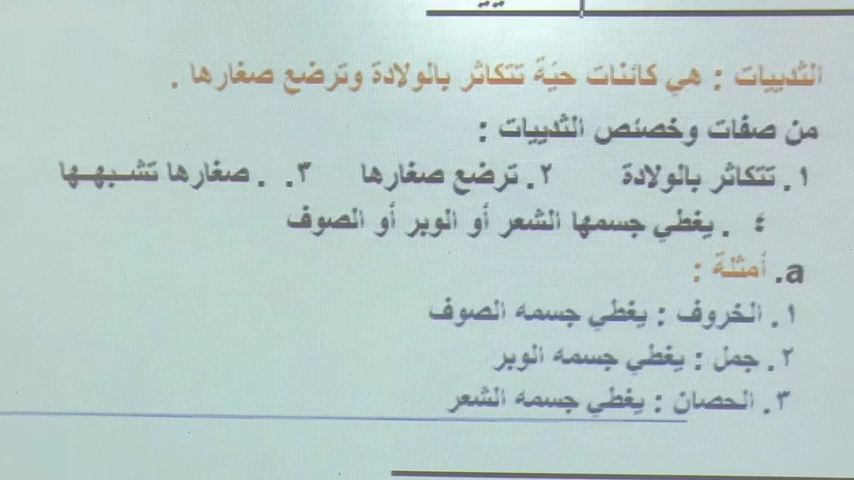 الثدييات : هي كائنات حيّة تتكاثر بالولادة وترضع صغارها .
من صفات وخصئص الثدييات :
١. تتكاثر بالولادة ٢. ترضع صغارها ٣. . صغارها تشبهها
٤ . يغطي جسمها الشعر أو الوبر أو الصوف
a. أمثلة :
١. الخروف : يغطي جسمه الصوف
٢. جمل : يغطي جسمه الوبر
٣. الحصان : يغطي جسمه الشعر